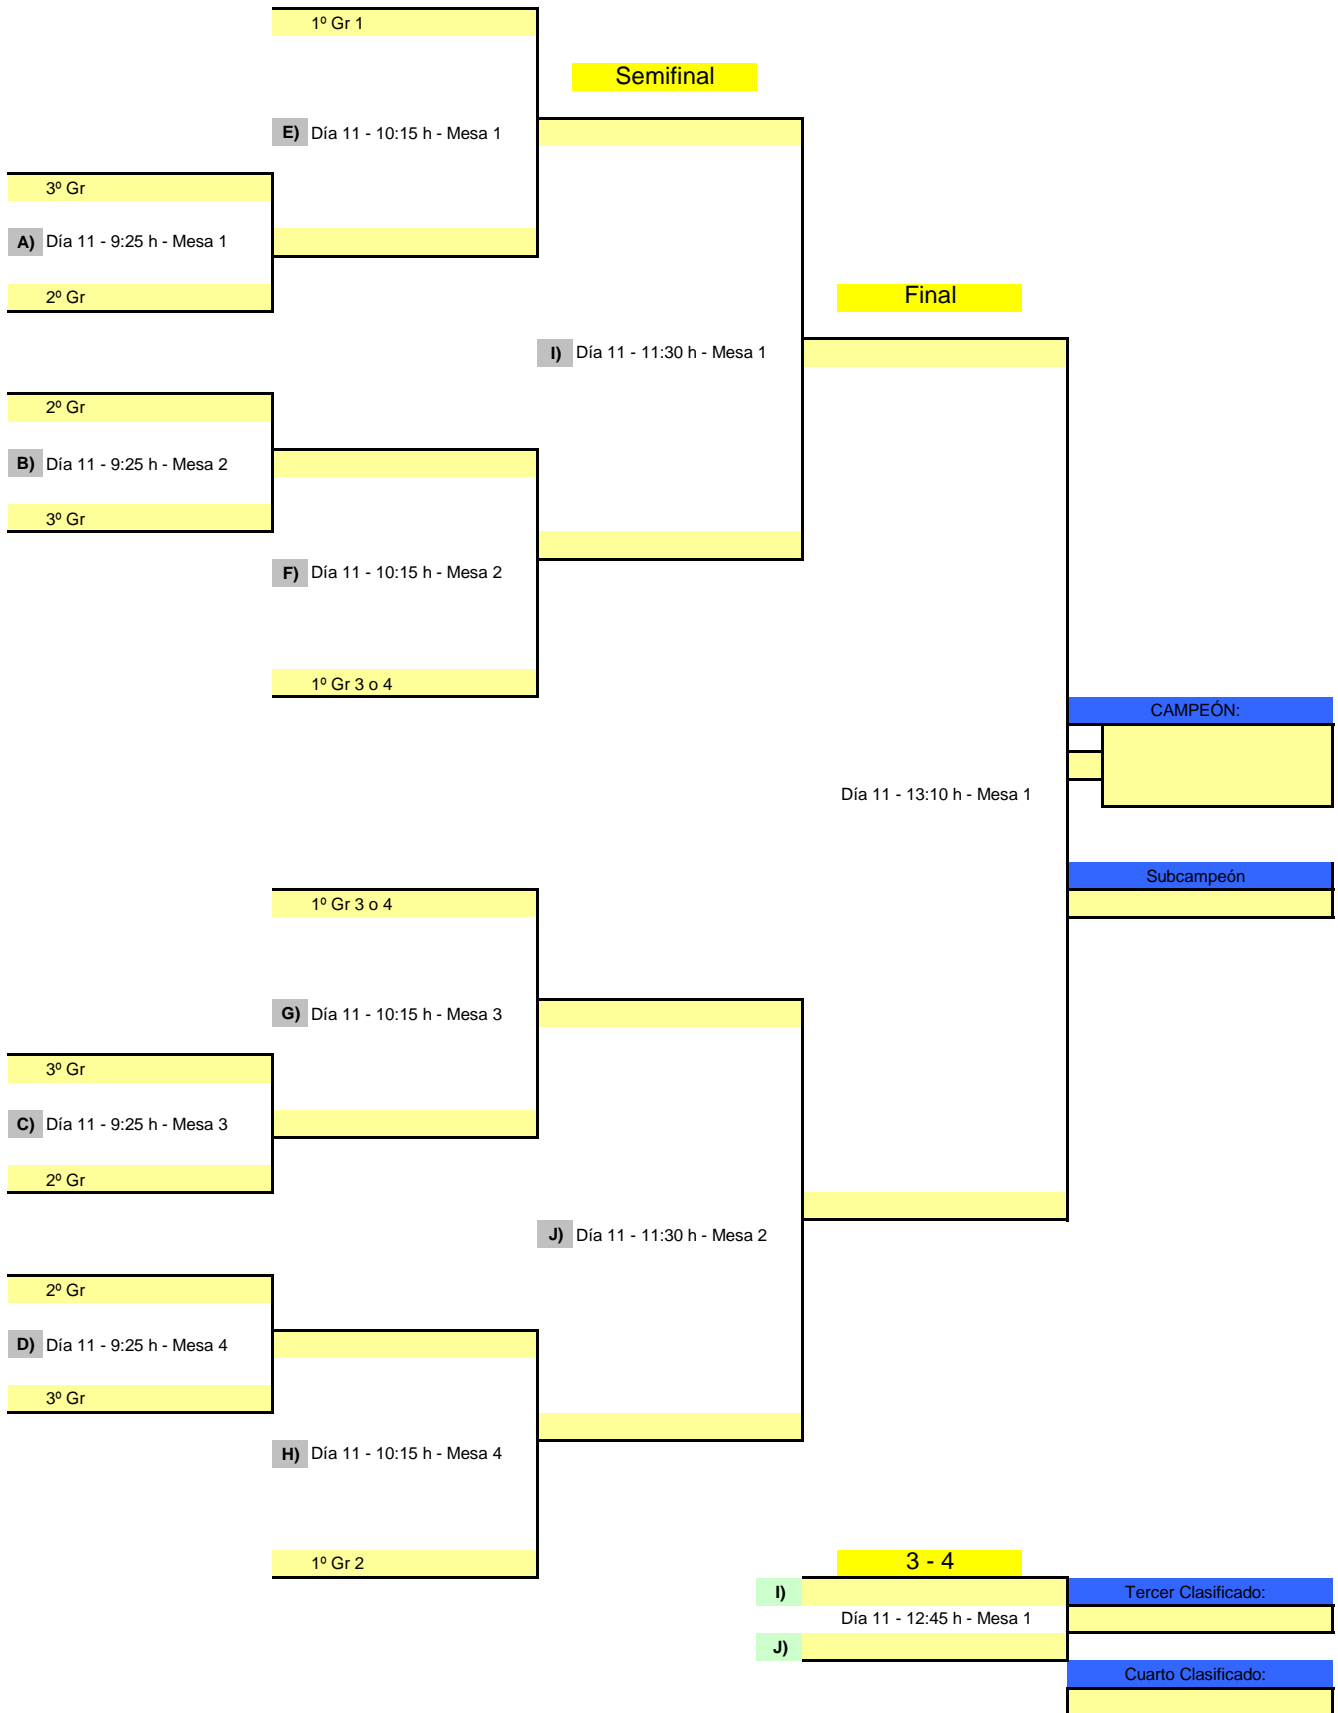 1º Gr 1
Semifinal
E) Día 11 - 10:15 h - Mesa 1
3º Gr
A) Día 11 - 9:25 h - Mesa 1
2º Gr
Final
I) Día 11 - 11:30 h - Mesa 1
2º Gr
B) Día 11 - 9:25 h - Mesa 2
3º Gr
F) Día 11 - 10:15 h - Mesa 2
1º Gr 3 o 4
CAMPEÓN:
Día 11 - 13:10 h - Mesa 1
Subcampeón
1º Gr 3 o 4
G) Día 11 - 10:15 h - Mesa 3
3º Gr
C) Día 11 - 9:25 h - Mesa 3
2º Gr
J) Día 11 - 11:30 h - Mesa 2
2º Gr
D) Día 11 - 9:25 h - Mesa 4
3º Gr
H) Día 11 - 10:15 h - Mesa 4
1º Gr 2
3 - 4
I)
Tercer Clasificado:
Día 11 - 12:45 h - Mesa 1
J)
Cuarto Clasificado: